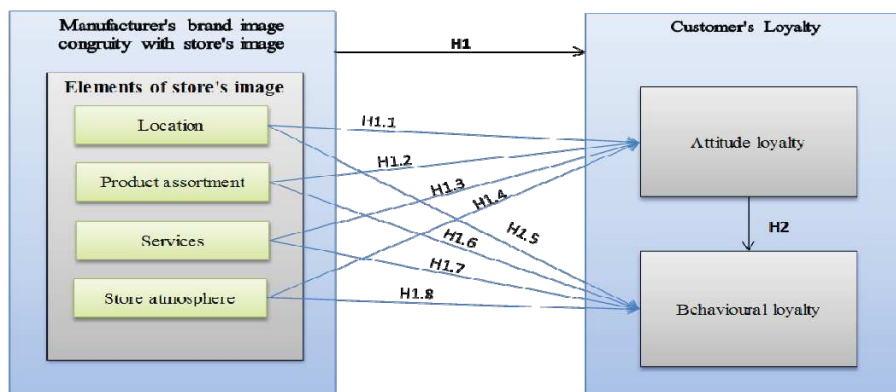 Manufacturer's brand image
congruity with store's image
Elements of store's image
Location
Product assortment
Services
Store atmosphere
H1
H1.1
H1.2
H1.3
H1.4
H1.5
H1.6
H1.7
H1.8
Customer's Loyalty
Attitude loyalty
H2
Behavioural loyalty